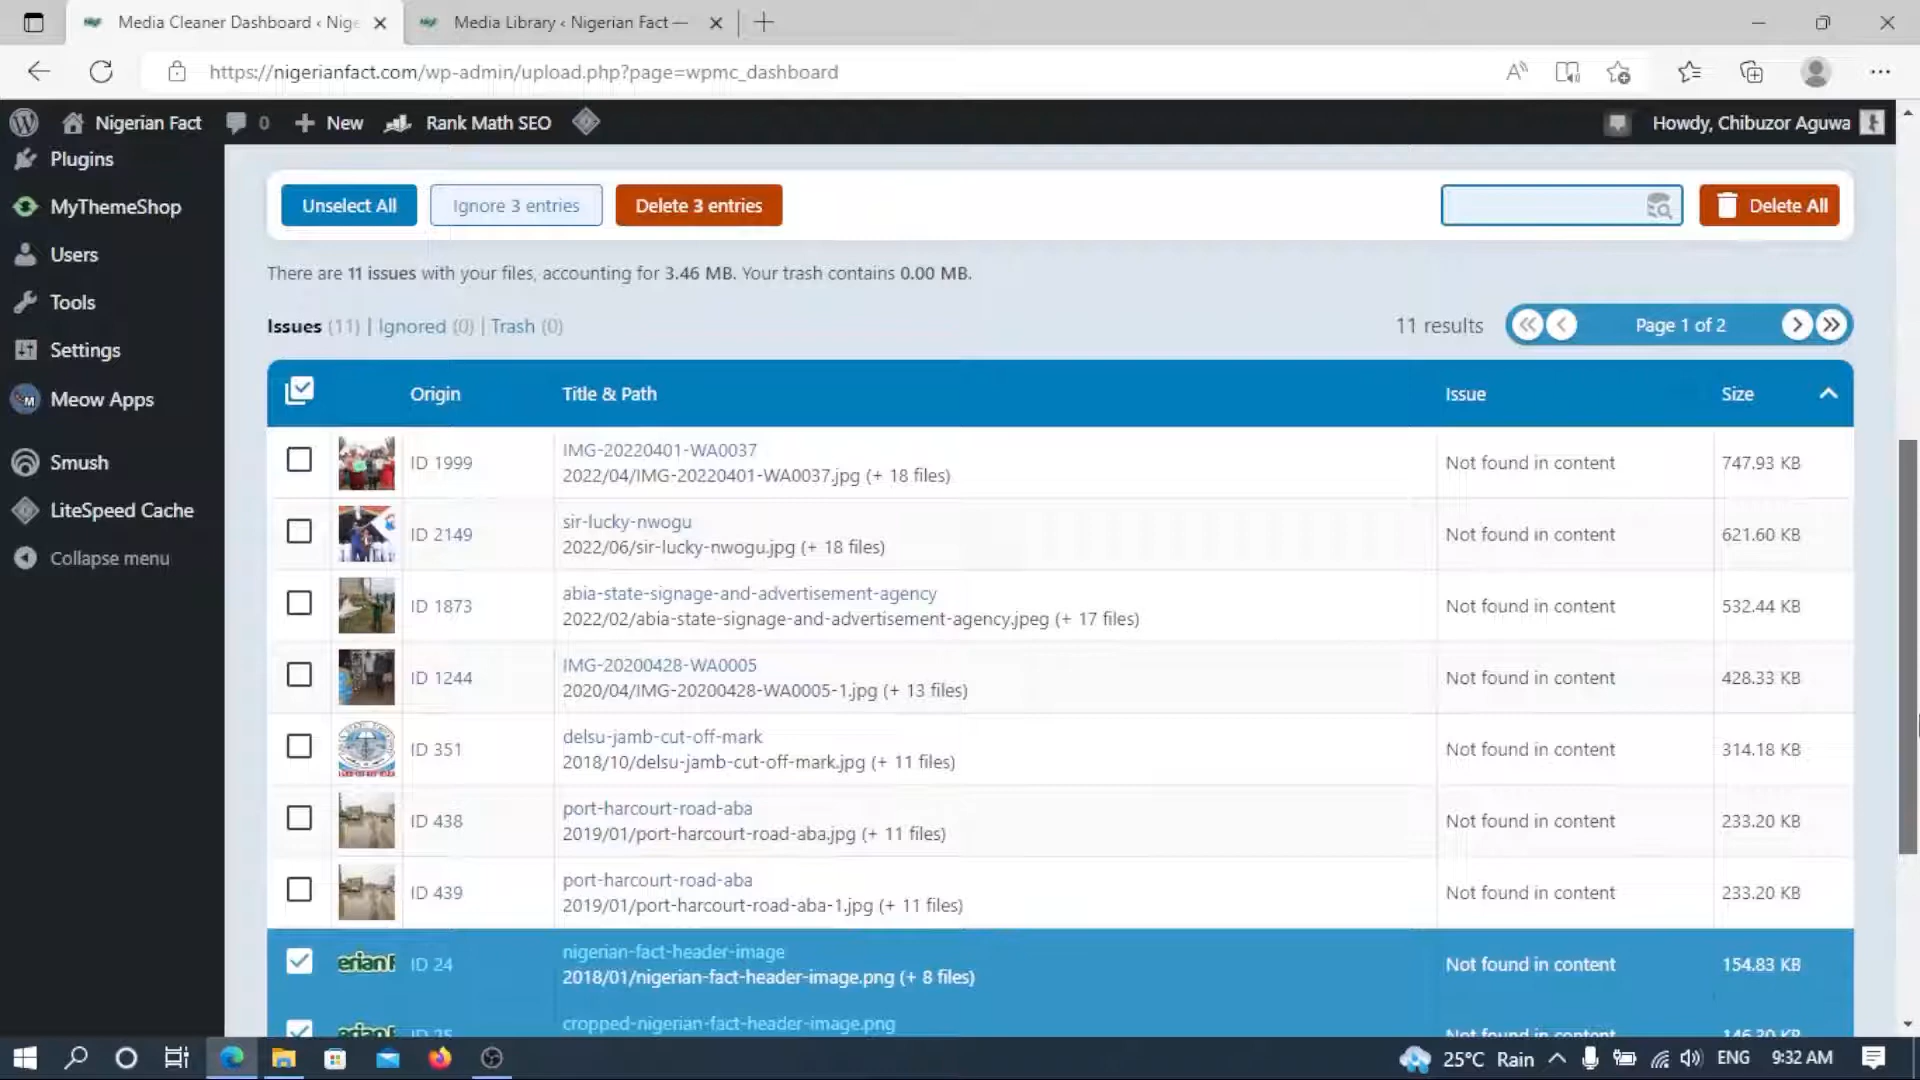 Media Cleaner Dashboard ‹ Nige
Media Library ‹ Nigerian Fact —
https://nigerianfact.com/wp-admin/upload.php?page=wpmc_dashboard
Nigerian Fact
0
New
Rank Math SEO
Howdy, Chibuzor Aguwa
Plugins
MyThemeShop
Users
Tools
Settings
Meow Apps
Smush
LiteSpeed Cache
Collapse menu
Unselect All
Ignore 3 entries
Delete 3 entries
Delete All
There are 11 issues with your files, accounting for 3.46 MB. Your trash contains 0.00 MB.
Issues (11) | Ignored (0) | Trash (0)
11 results
Page 1 of 2
Origin Title & Path Issue Size
ID 1999
IMG-20220401-WA0037
2022/04/IMG-20220401-WA0037.jpg (+ 18 files)
Not found in content
747.93 KB
ID 2149
sir-lucky-nwogu
2022/06/sir-lucky-nwogu.jpg (+ 18 files)
Not found in content
621.60 KB
ID 1873
abia-state-signage-and-advertisement-agency
2022/02/abia-state-signage-and-advertisement-agency.jpeg (+ 17 files)
Not found in content
532.44 KB
ID 1244
IMG-20200428-WA0005
2020/04/IMG-20200428-WA0005-1.jpg (+ 13 files)
Not found in content
428.33 KB
ID 351
delsu-jamb-cut-off-mark
2018/10/delsu-jamb-cut-off-mark.jpg (+ 11 files)
Not found in content
314.18 KB
ID 438
port-harcourt-road-aba
2019/01/port-harcourt-road-aba.jpg (+ 11 files)
Not found in content
233.20 KB
ID 439
port-harcourt-road-aba
2019/01/port-harcourt-road-aba-1.jpg (+ 11 files)
Not found in content
233.20 KB
erian F
ID 24
nigerian-fact-header-image
2018/01/nigerian-fact-header-image.png (+ 8 files)
Not found in content
154.83 KB
ID 25
cropped-nigerian-fact-header-image.png
Not found in content
146.30 KB
25°C Rain
ENG
9:32 AM